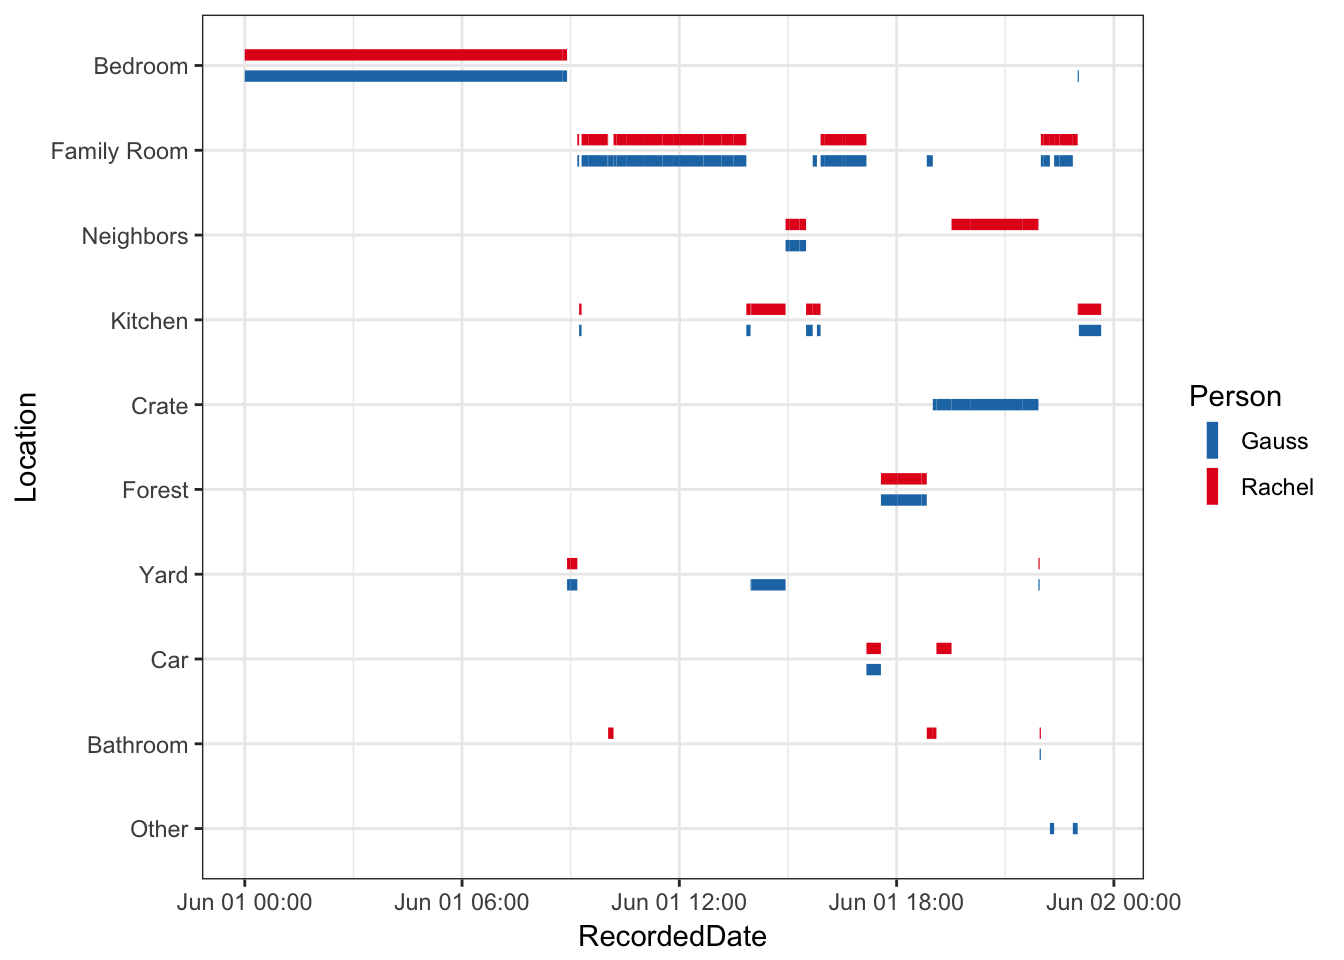 Bedroom
Family Room
Neighbors
Kitchen
Crate
Forest
Yard
Car
Bathroom
Other
Location
Jun 01 00:00
Jun 01 06:00
Jun 01 12:00
Jun 01 18:00
Jun 02 00:00
RecordedDate
Person
Gauss
Rachel